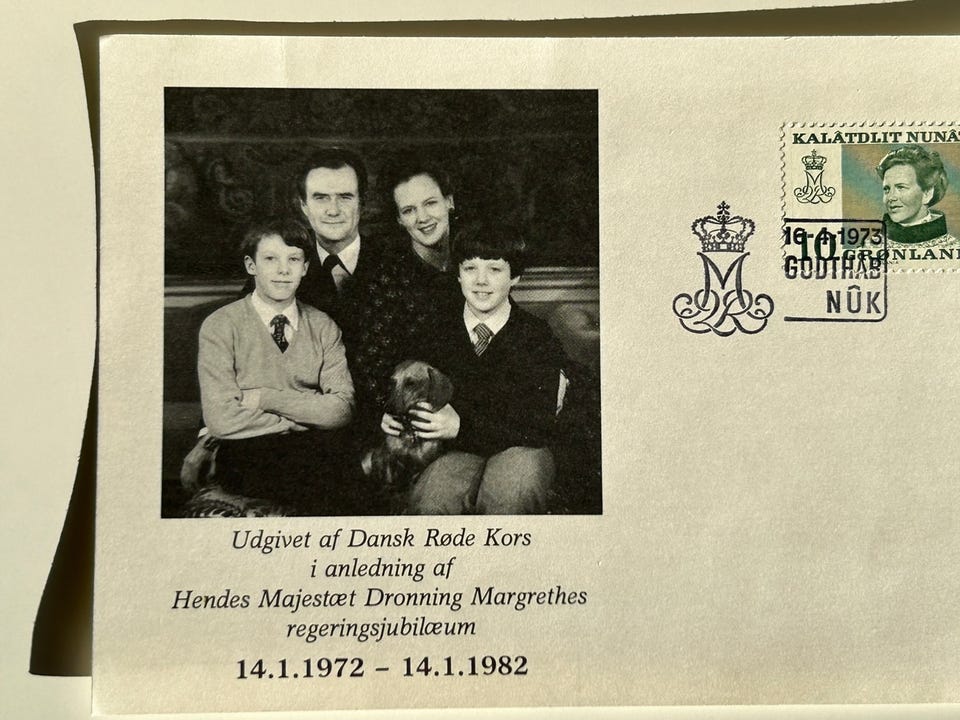 Udgivet af Dansk Røde Kors
i anledning af
Hendes Majestæt Dronning Margrethes
regeringsjubilæum
14.1.1972 – 14.1.1982
KALÂTDLIT NUNÂT
10
GRØNLAND
16-4-1973
GODTHÅB
NÛK